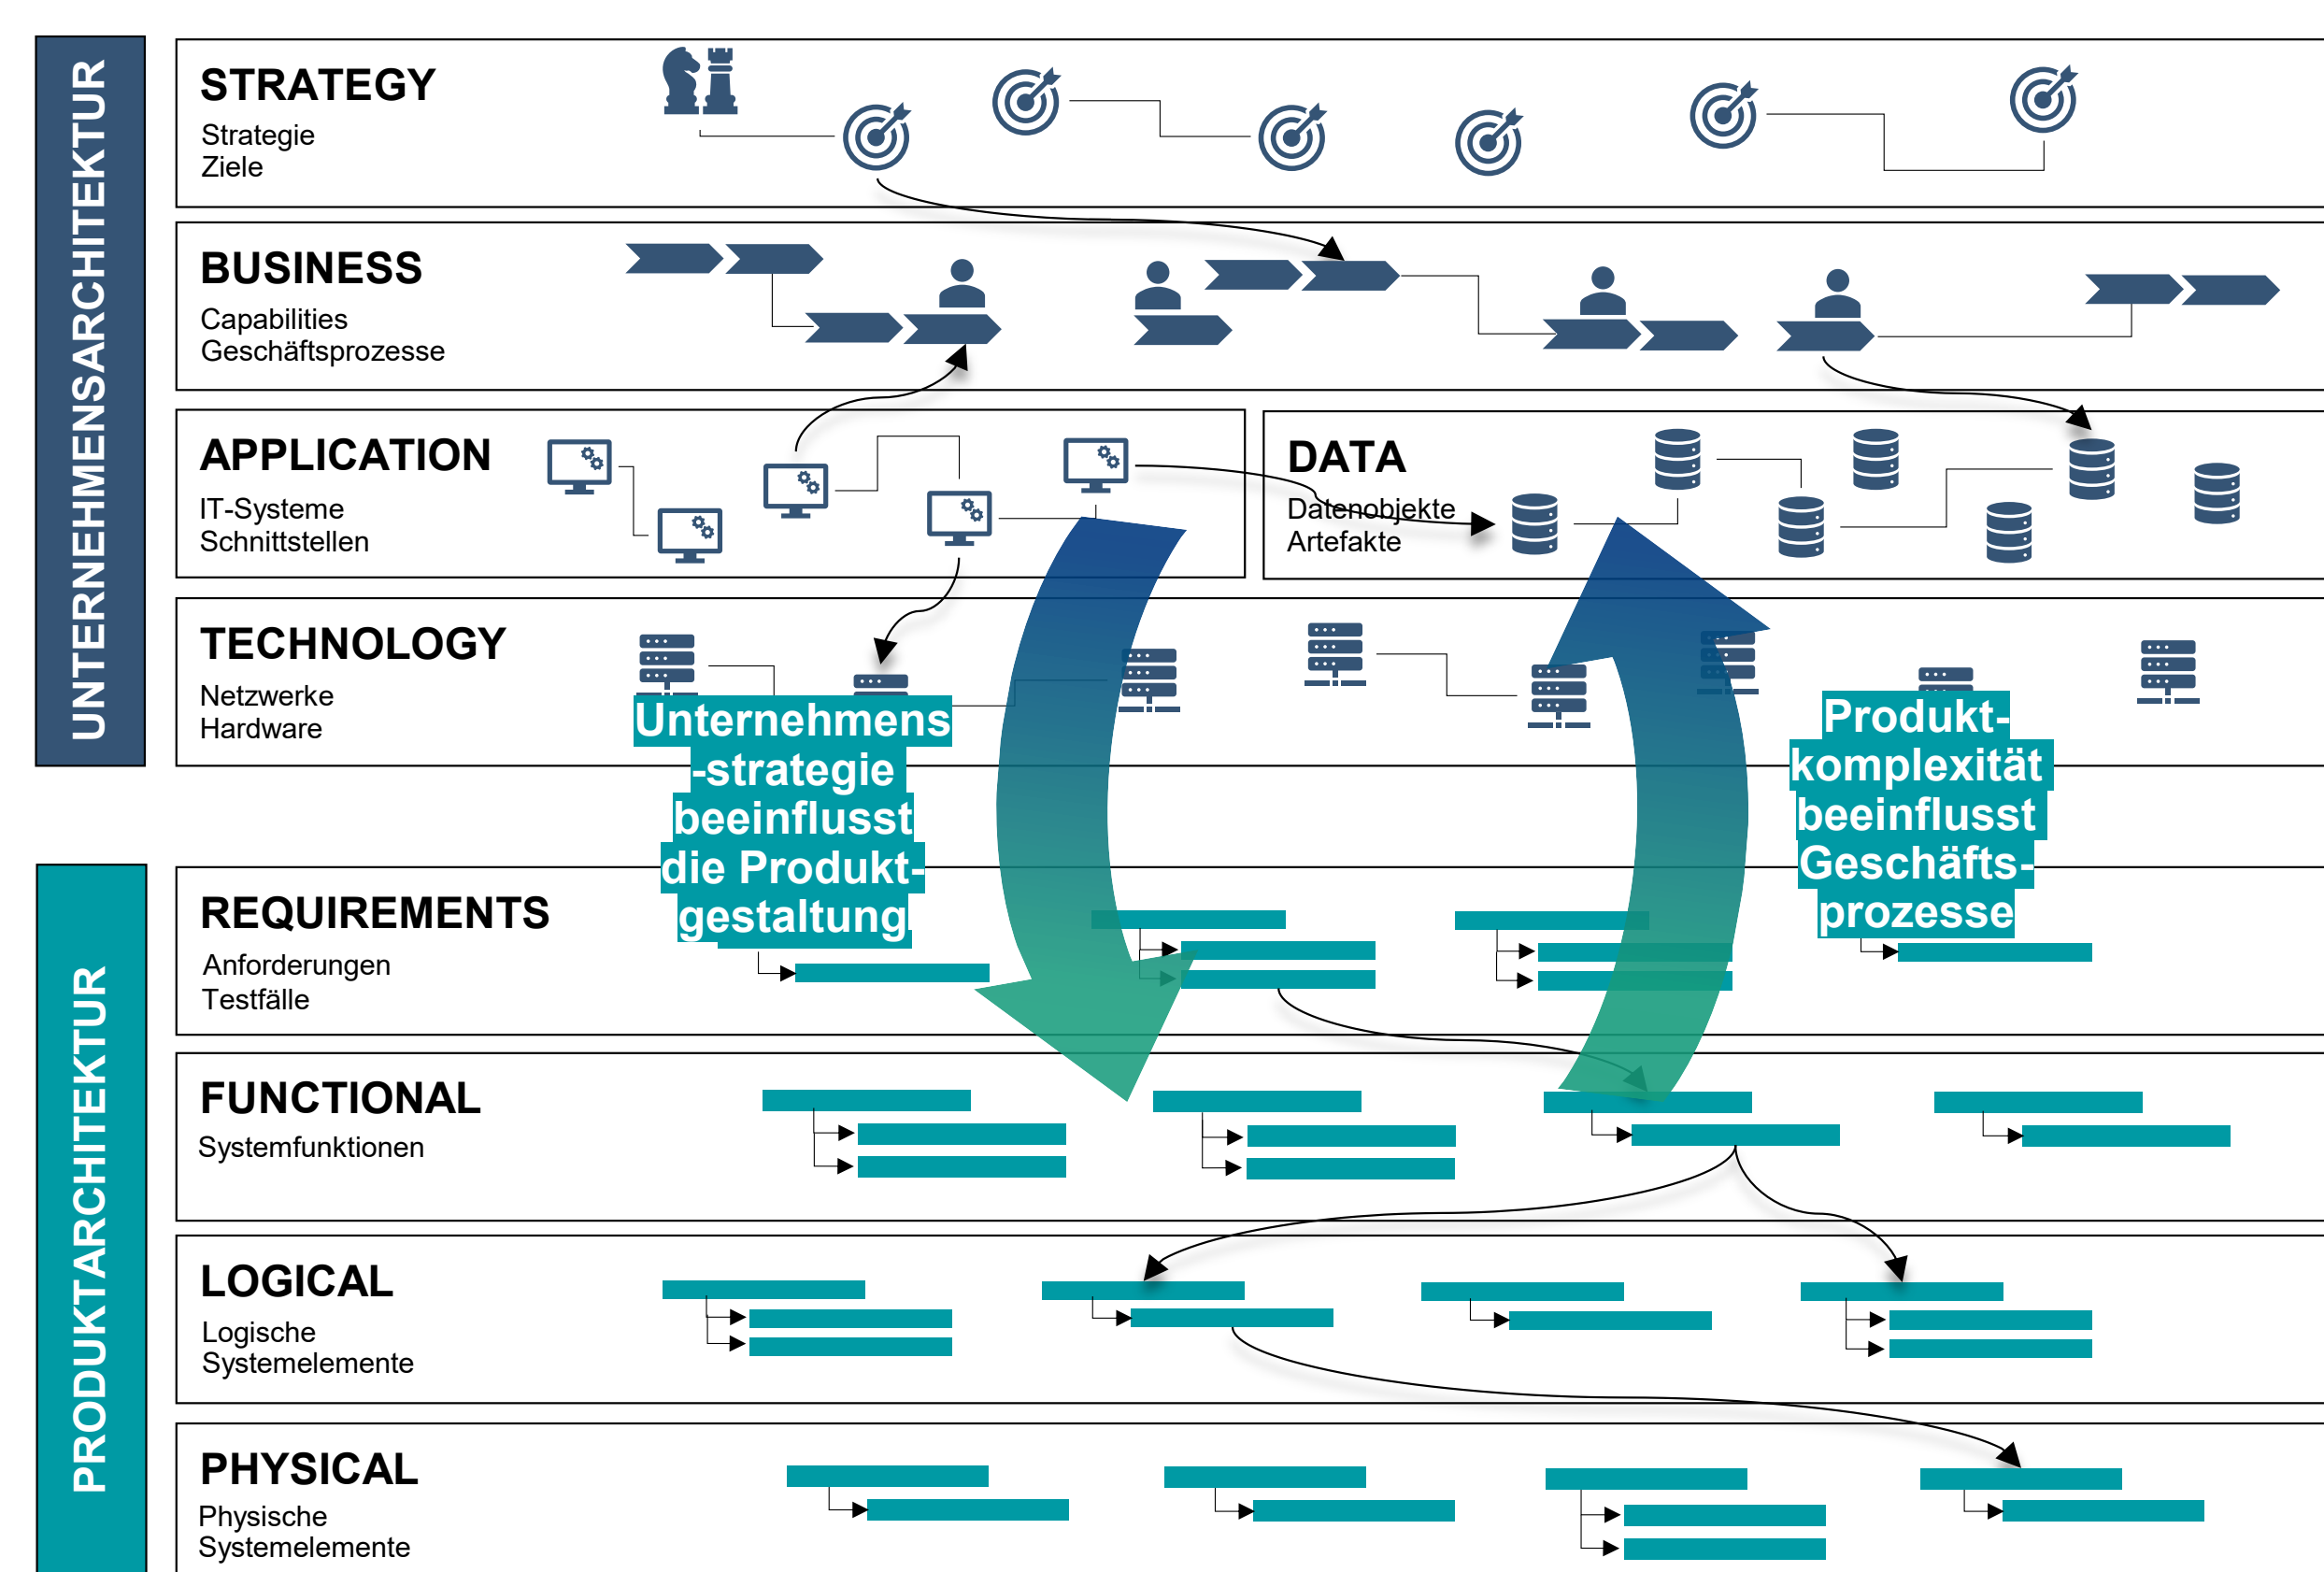 UNTERNEHMENSARCHITEKTUR
STRATEGY
Strategie
Ziele
BUSINESS
Capabilities
Geschäftsprozesse
APPLICATION
IT-Systeme
Schnittstellen
DATA
Datenobjekte
Artefakte
TECHNOLOGY
Netzwerke
Hardware
Unternehmens
-strategie
beeinflusst
die Produkt-
gestaltung
Produkt-
komplexität
beeinflusst
Geschäfts-
prozesse
PRODUKTARCHITEKTUR
REQUIREMENTS
Anforderungen
Testfälle
FUNCTIONAL
Systemfunktionen
LOGICAL
Logische
Systemelemente
PHYSICAL
Physische
Systemelemente